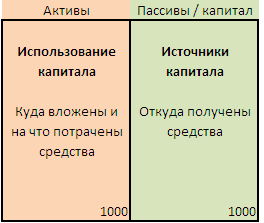 Активы
Пассивы / капитал
Использование
капитала
Источники
капитала
Куда вложены и
на что потрачены
средства
Откуда получены
средства
1000
1000